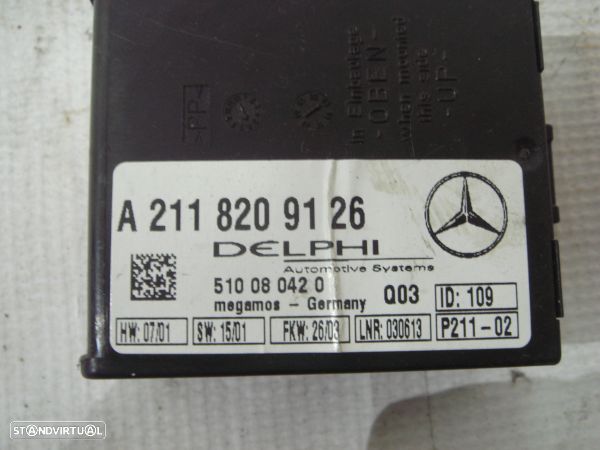 >PP<
in Einbaulage
-OBEN-
when mounted
this side
-UP-
A 211 820 91 26
DELPHI
Automotive Systems
510 08 042 0
megamos - Germany
Q03
ID: 109
HW: 07/01
SW: 15/01
FKW: 26/03
LNR: 030613
P211-02
STANDVIRTUAL